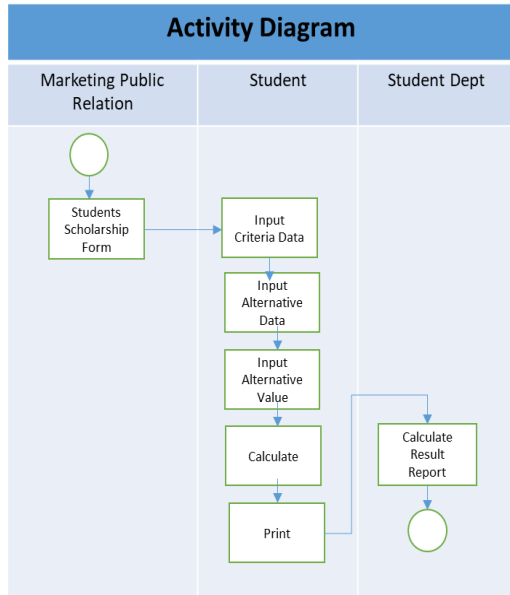 Activity Diagram
Marketing Public
Relation
Student
Student Dept
Students
Scholarship
Form
Input
Criteria Data
Input
Alternative
Data
Input
Alternative
Value
Calculate
Print
Calculate
Result
Report